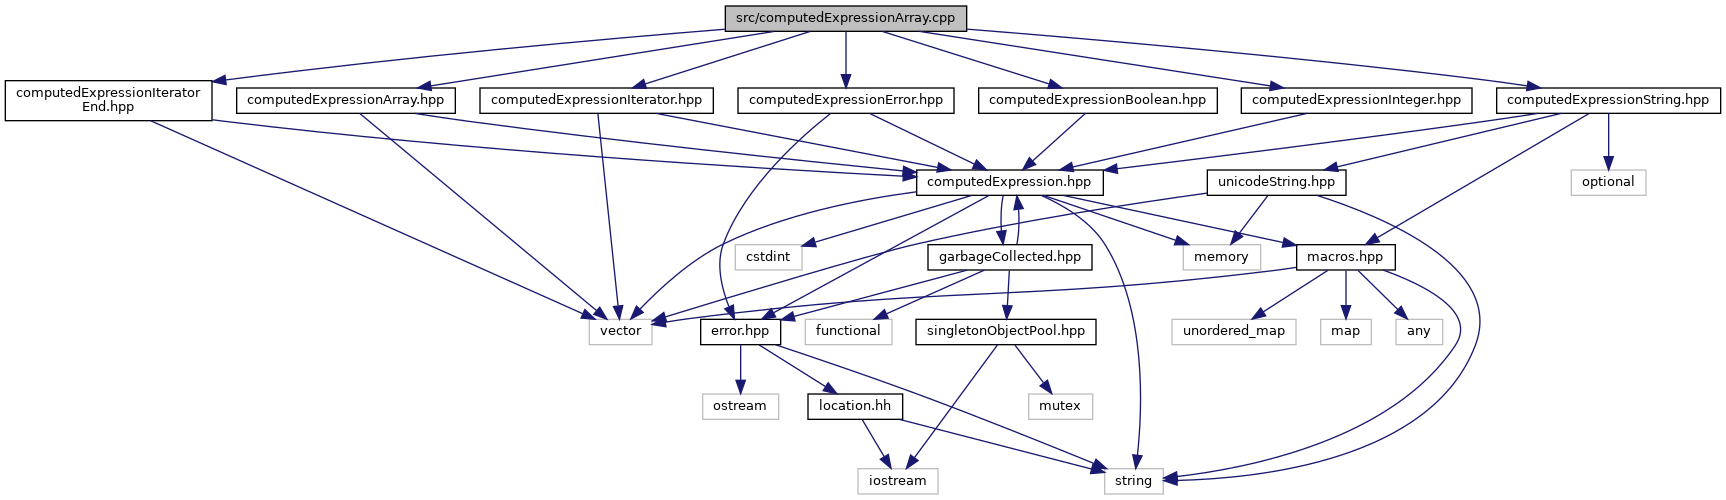 src/computedExpressionArray.cpp
computedExpressionIterator
End.hpp
computedExpressionArray.hpp
computedExpressionIterator.hpp
computedExpressionError.hpp
computedExpressionBoolean.hpp
computedExpressionInteger.hpp
computedExpressionString.hpp
computedExpression.hpp
unicodeString.hpp
optional
cstdint
garbageCollected.hpp
memory
macros.hpp
vector
error.hpp
functional
singletonObjectPool.hpp
unordered_map
map
any
ostream
location.hh
mutex
iostream
string